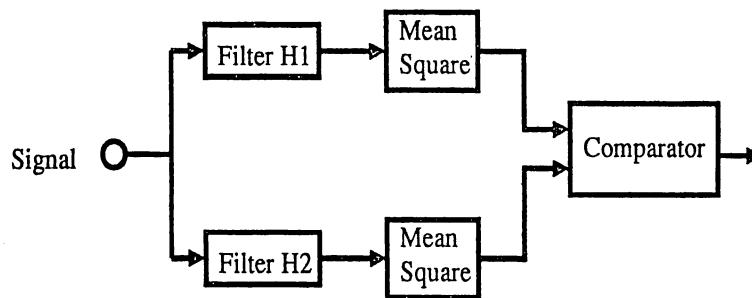 Filter H1
Mean
Square
Signal
Comparator
Filter H2
Mean
Square